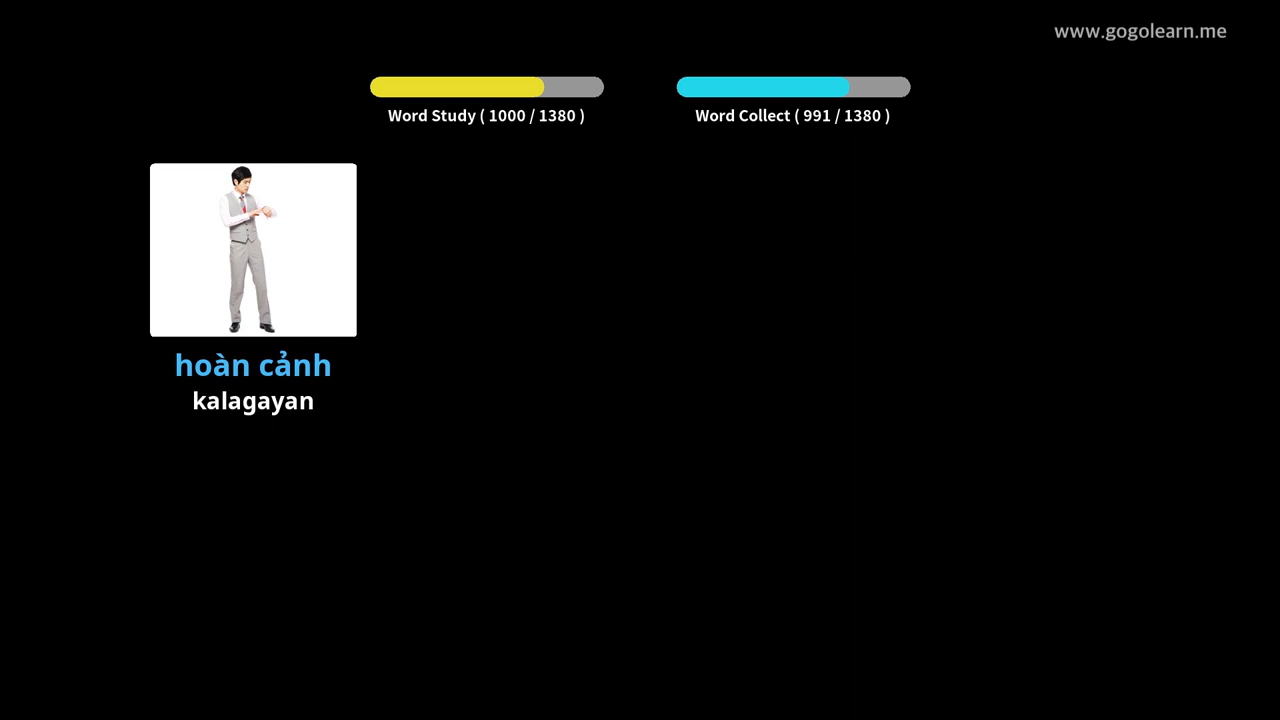 www.gogolearn.me
Word Study ( 1000 / 1380 )
Word Collect ( 991 / 1380 )
hoàn cảnh
kalagayan